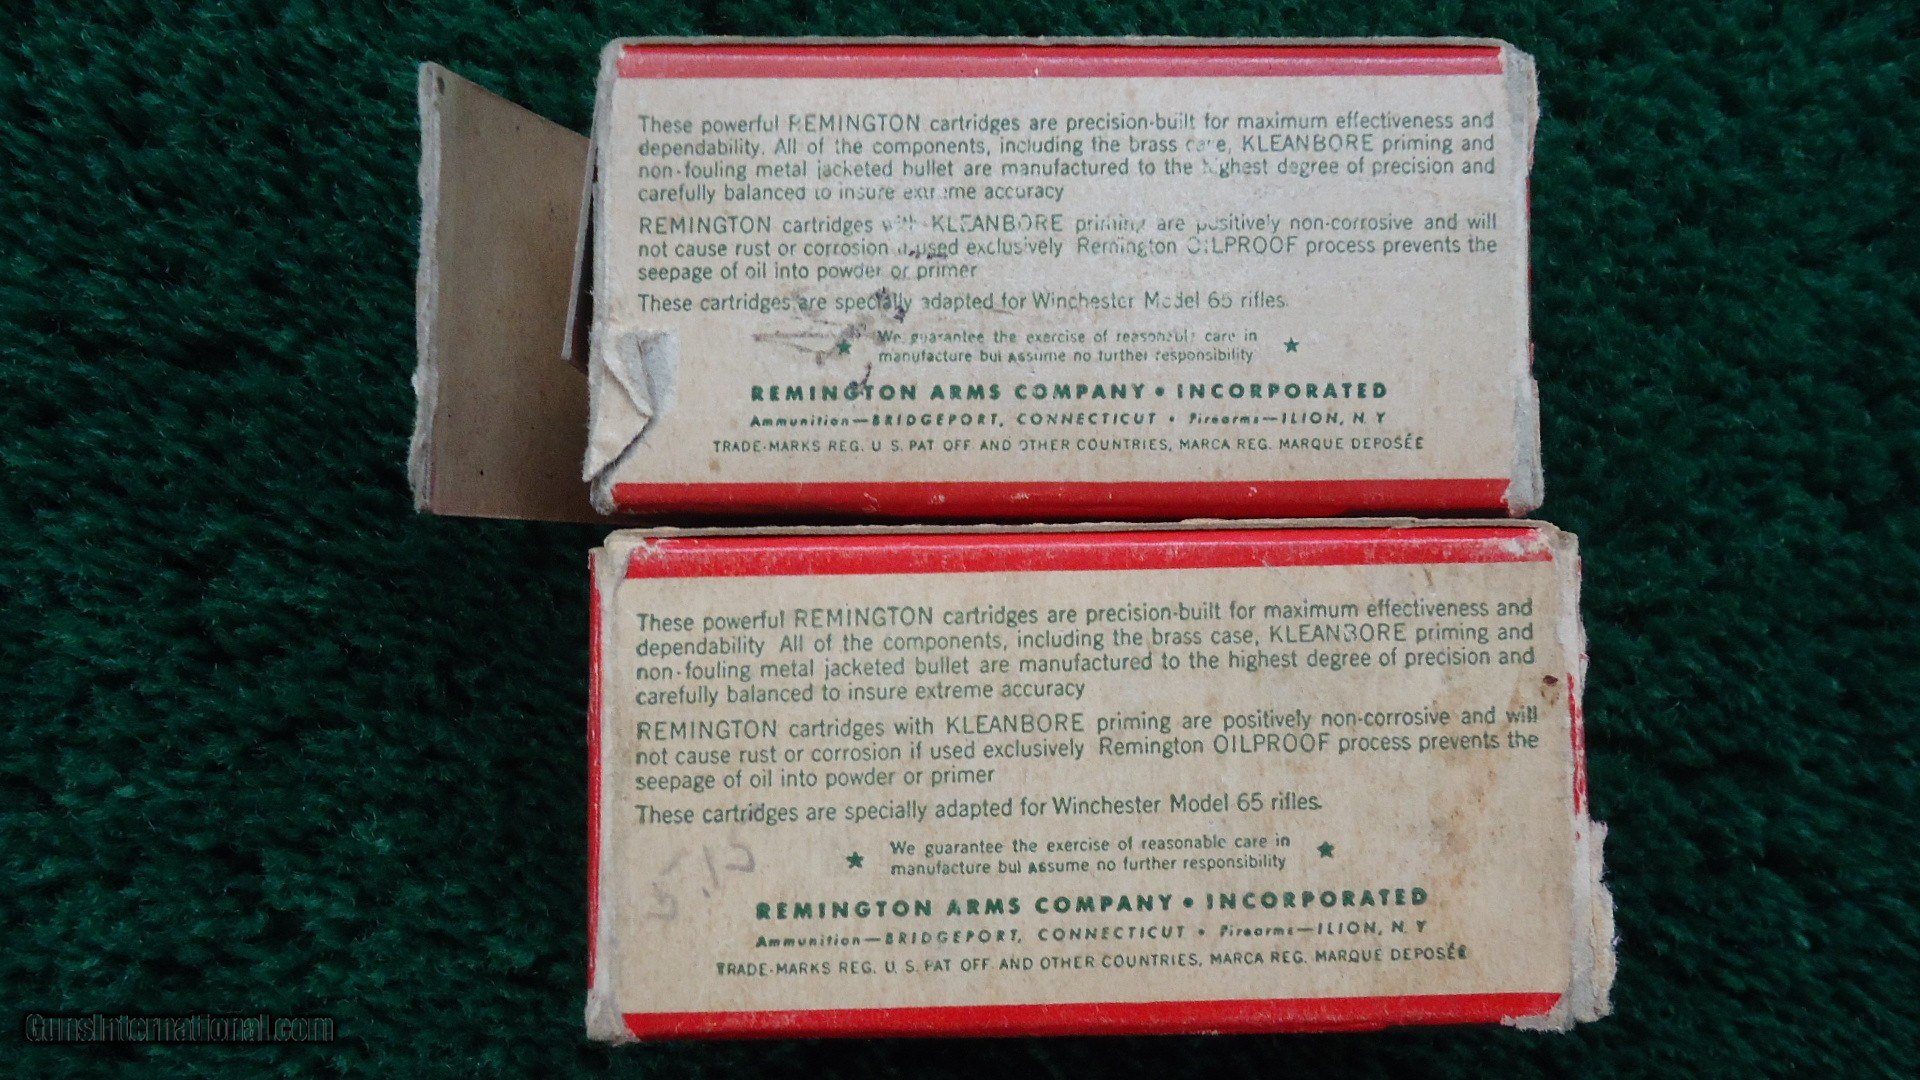 These powerful REMINGTON cartridges are precision-built for maximum effectiveness and
dependability. All of the components, including the brass case, KLEANBORE priming and
non-fouling metal jacketed bullet are manufactured to the highest degree of precision and
carefully balanced to insure extreme accuracy
REMINGTON cartridges with KLEANBORE priming are positively non-corrosive and will
not cause rust or corrosion if used exclusively Remington OILPROOF process prevents the
seepage of oil into powder or primer
These cartridges are specially adapted for Winchester Model 65 rifles.
We guarantee the exercise of reasonable care in
manufacture but assume no further responsibility
REMINGTON ARMS COMPANY • INCORPORATED
Ammunition—BRIDGEPORT, CONNECTICUT • Firearms—ILION, N. Y
TRADE-MARKS REG. U. S. PAT OFF AND OTHER COUNTRIES, MARCA REG. MARQUE DEPOSÉE
These powerful REMINGTON cartridges are precision-built for maximum effectiveness and
dependability All of the components, including the brass case, KLEANBORE priming and
non-fouling metal jacketed bullet are manufactured to the highest degree of precision and
carefully balanced to insure extreme accuracy
REMINGTON cartridges with KLEANBORE priming are positively non-corrosive and will
not cause rust or corrosion if used exclusively Remington OILPROOF process prevents the
seepage of oil into powder or primer
These cartridges are specially adapted for Winchester Model 65 rifles.
We guarantee the exercise of reasonable care in
manufacture but assume no further responsibility
REMINGTON ARMS COMPANY • INCORPORATED
Ammunition—BRIDGEPORT, CONNECTICUT • Firearms—ILION, N. Y
TRADE-MARKS REG. U. S. PAT OFF AND OTHER COUNTRIES, MARCA REG. MARQUE DEPOSÉE
GunsInternational.com